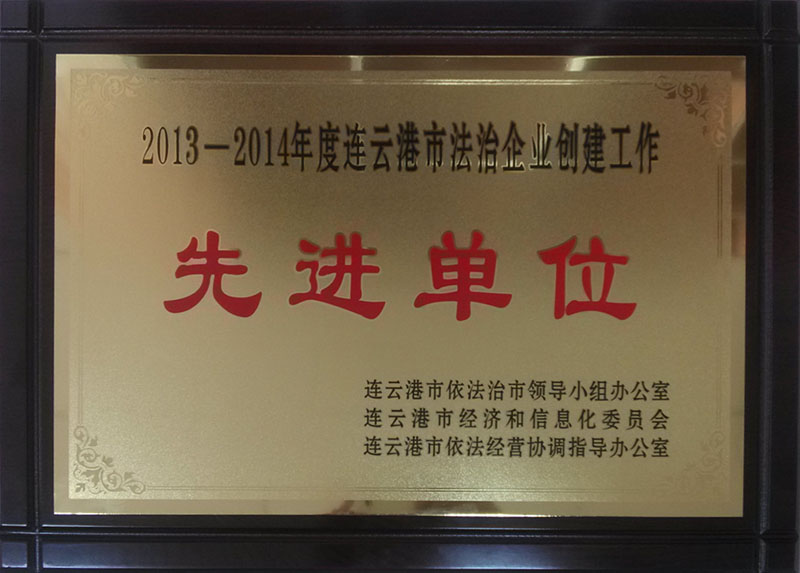 2013—2014年度连云港市法治企业创建工作
先进单位
连云港市依法治市领导小组办公室
连云港市经济和信息化委员会
连云港市依法经营协调指导办公室